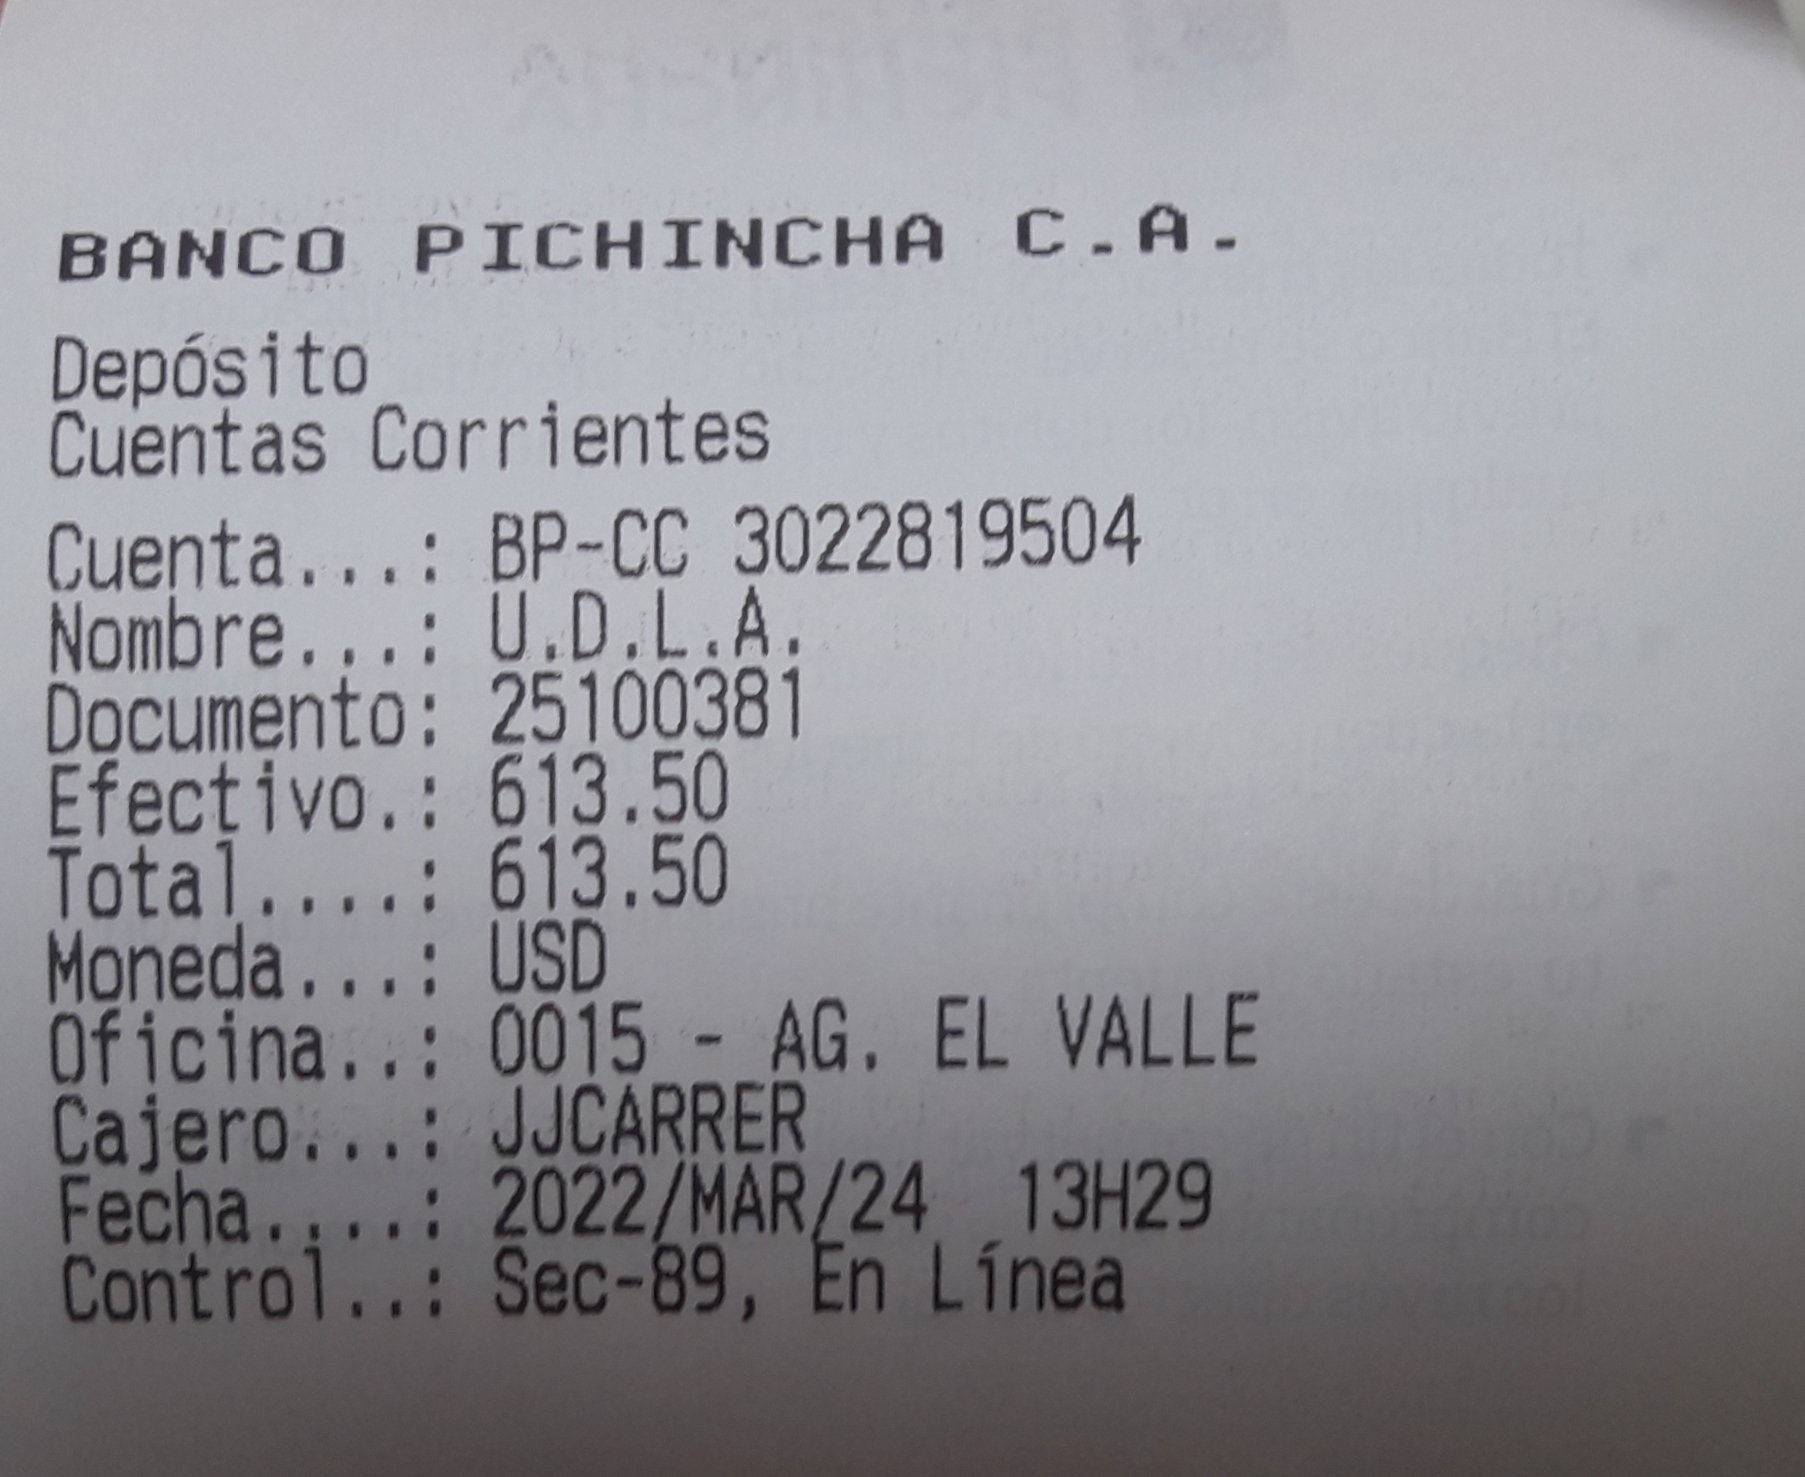 BANCO PICHINCHA C.A.
Depósito
Cuentas Corrientes
Cuenta...: BP-CC 3022819504
Nombre...: U.D.L.A.
Documento: 25100381
Efectivo.: 613.50
Total....: 613.50
Moneda...: USD
Oficina..: 0015 - AG. EL VALLE
Cajero...: JJCARRER
Fecha....: 2022/MAR/24  13H29
Control..: Sec-89, En Línea